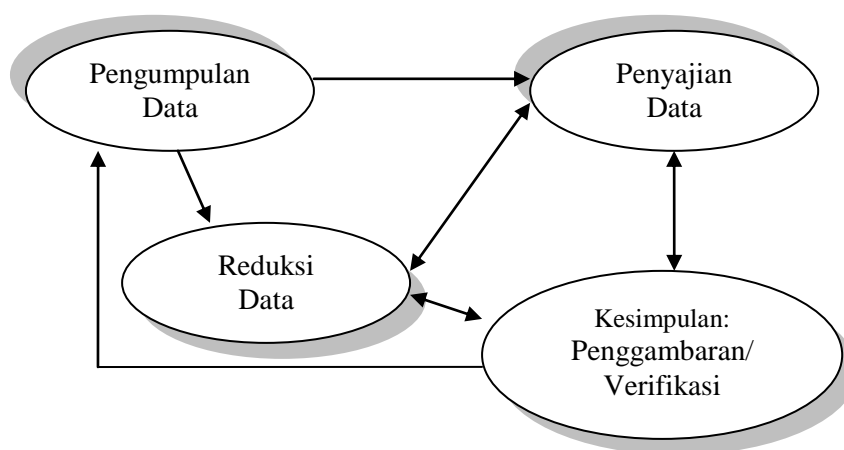 Pengumpulan
Data
Penyajian
Data
Reduksi
Data
Kesimpulan:
Penggambaran/
Verifikasi